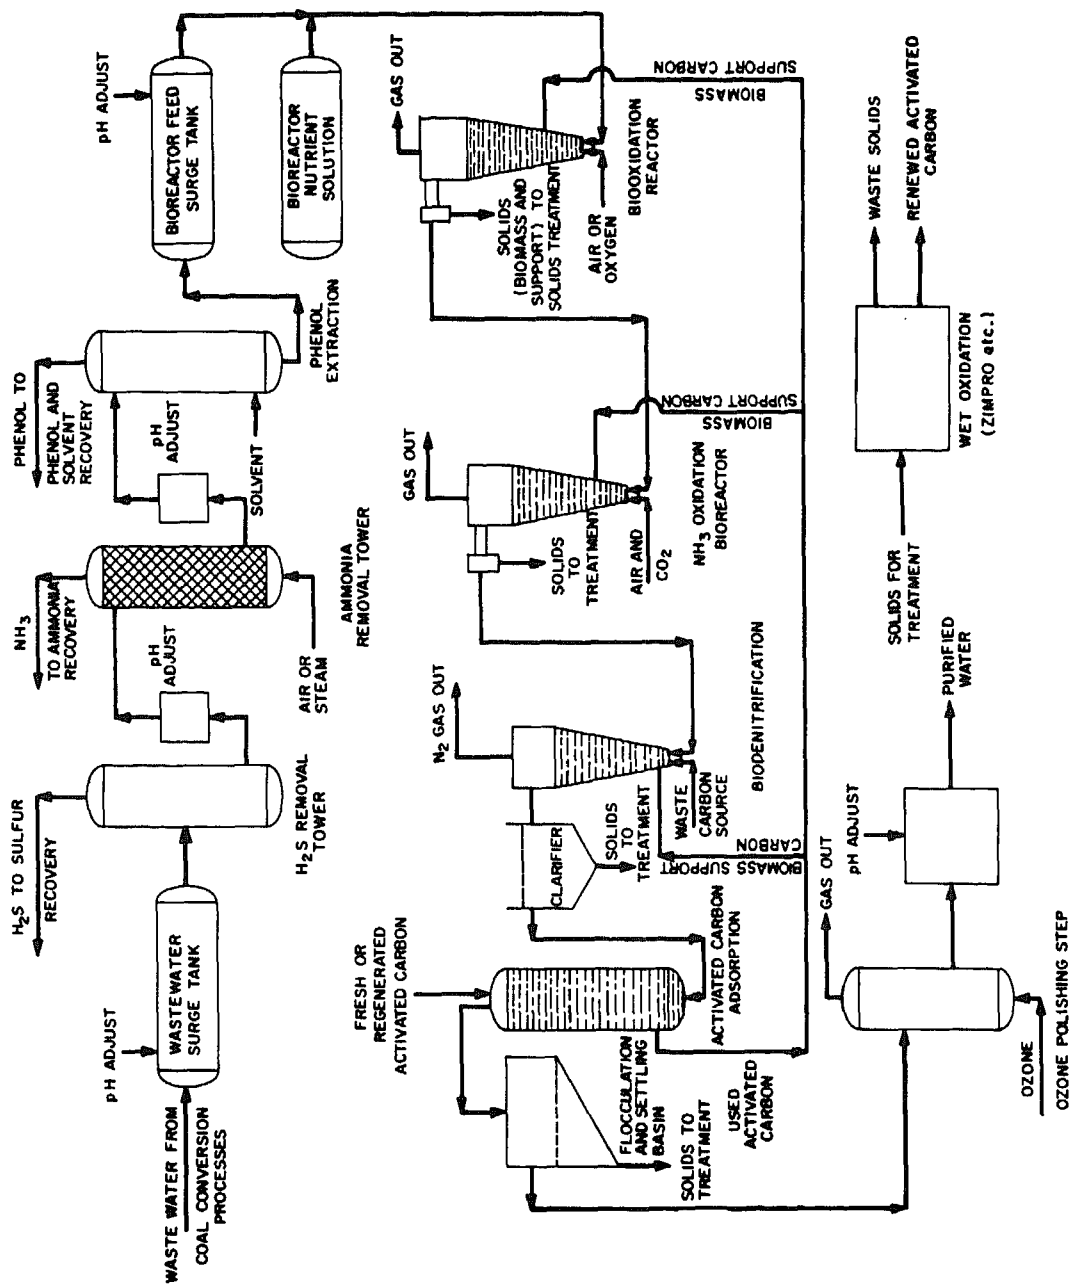 WASTE WATER FROM
COAL CONVERSION
PROCESSES
pH ADJUST
WASTEWATER
SURGE TANK
H2S TO SULFUR
RECOVERY
H2S REMOVAL
TOWER
pH
ADJUST
NH3
TO AMMONIA
RECOVERY
AIR OR
STEAM
AMMONIA
REMOVAL TOWER
pH
ADJUST
PHENOL TO
PHENOL AND
SOLVENT
RECOVERY
SOLVENT
PHENOL
EXTRACTION
pH ADJUST
BIOREACTOR FEED
SURGE TANK
BIOREACTOR
NUTRIENT
SOLUTION
FRESH OR
REGENERATED
ACTIVATED CARBON
FLOCCULATION
AND SETTLING
BASIN
SOLIDS TO
TREATMENT
USED
ACTIVATED
CARBON
ACTIVATED CARBON
ADSORPTION
CLARIFIER
SOLIDS
TO
TREATMENT
BIOMASS SUPPORT
CARBON
N2 GAS OUT
WASTE
CARBON
SOURCE
BIODENITRIFICATION
GAS OUT
SOLIDS
TO
TREATMENT
AIR AND
CO2
NH3 OXIDATION
BIOREACTOR
BIOMASS
SUPPORT CARBON
GAS OUT
SOLIDS
(BIOMASS AND
SUPPORT) TO
SOLIDS TREATMENT
AIR OR
OXYGEN
BIOOXIDATION
REACTOR
BIOMASS
SUPPORT CARBON
OZONE
OZONE POLISHING STEP
GAS OUT
pH ADJUST
PURIFIED
WATER
SOLIDS FOR
TREATMENT
WET OXIDATION
(ZIMPRO etc.)
WASTE SOLIDS
RENEWED ACTIVATED
CARBON